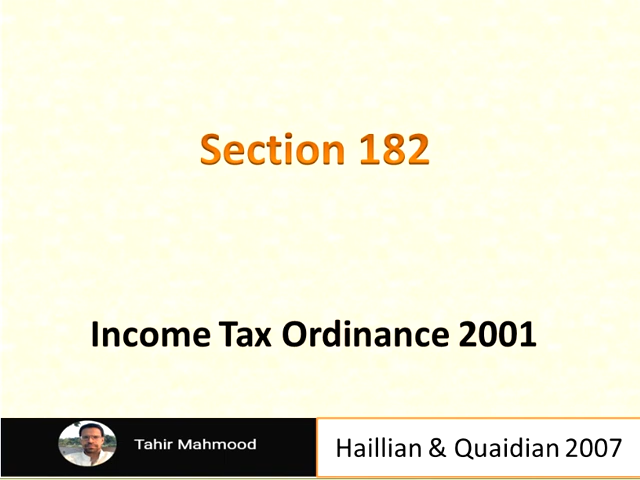 Section 182
Income Tax Ordinance 2001
Tahir Mahmood
Haillian & Quaidian 2007